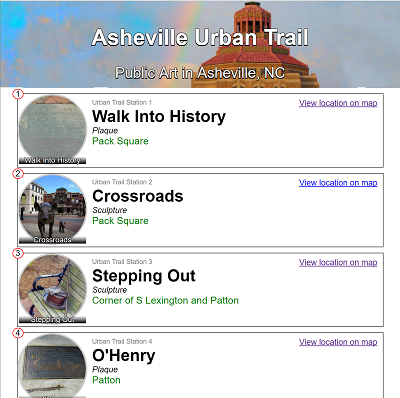 Asheville Urban Trail
Public Art in Asheville, NC
1
Urban Trail Station 1
View location on map
Walk Into History
Plaque
Pack Square
Walk Into History
2
Urban Trail Station 2
View location on map
Crossroads
Sculpture
Pack Square
Crossroads
3
Urban Trail Station 3
View location on map
Stepping Out
Sculpture
Corner of S Lexington and Patton
Stepping Out
4
Urban Trail Station 4
View location on map
O'Henry
Plaque
Patton